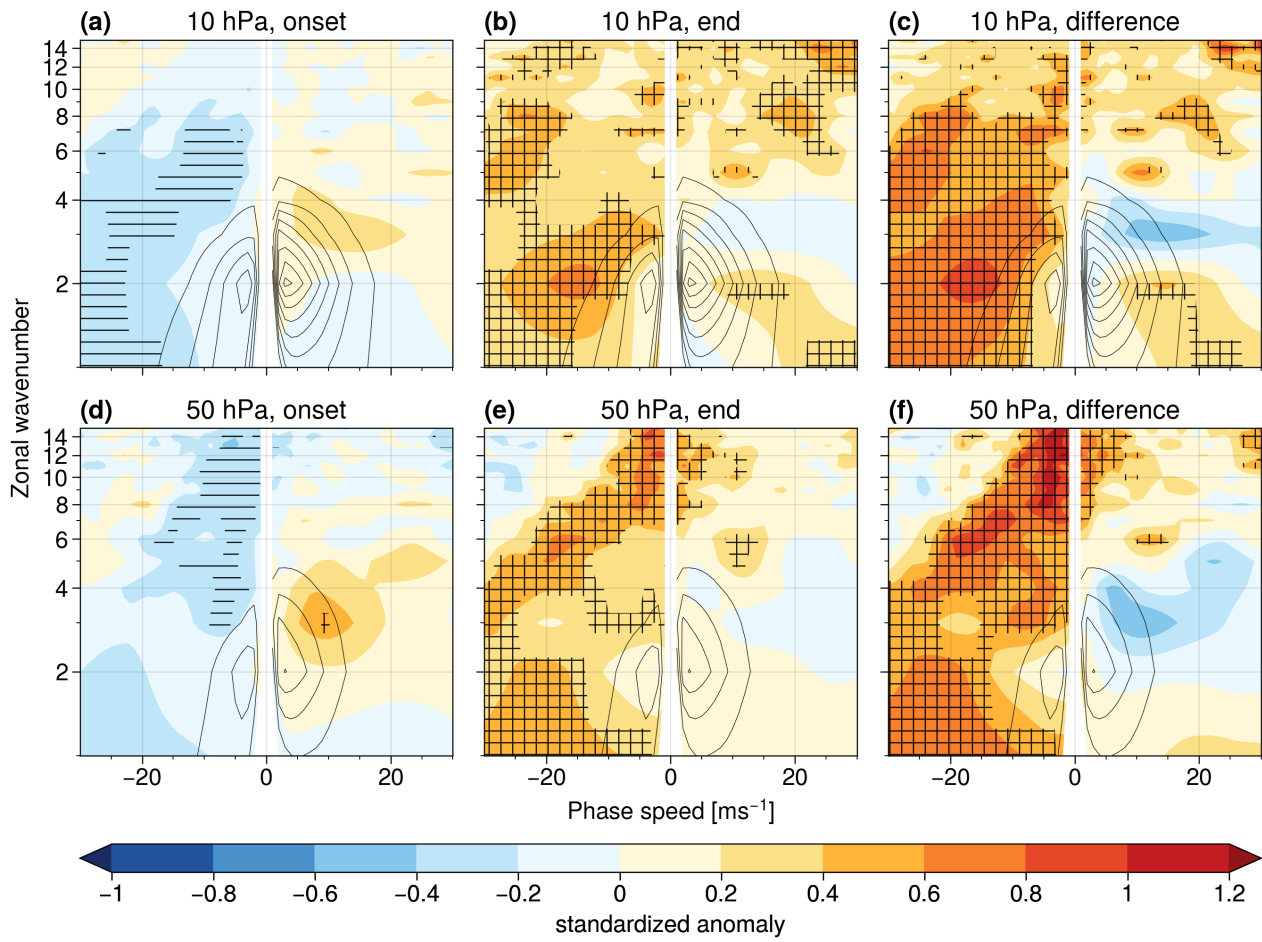 (a) 10 hPa, onset
(b) 10 hPa, end
(c) 10 hPa, difference
14
12
10
8
6
4
2
Zonal wavenumber
(d) 50 hPa, onset
(e) 50 hPa, end
(f) 50 hPa, difference
14
12
10
8
6
4
2
−20 0 20 −20 0 20 −20 0 20
Phase speed [ms⁻¹]
−1 −0.8 −0.6 −0.4 −0.2 0 0.2 0.4 0.6 0.8 1 1.2
standardized anomaly